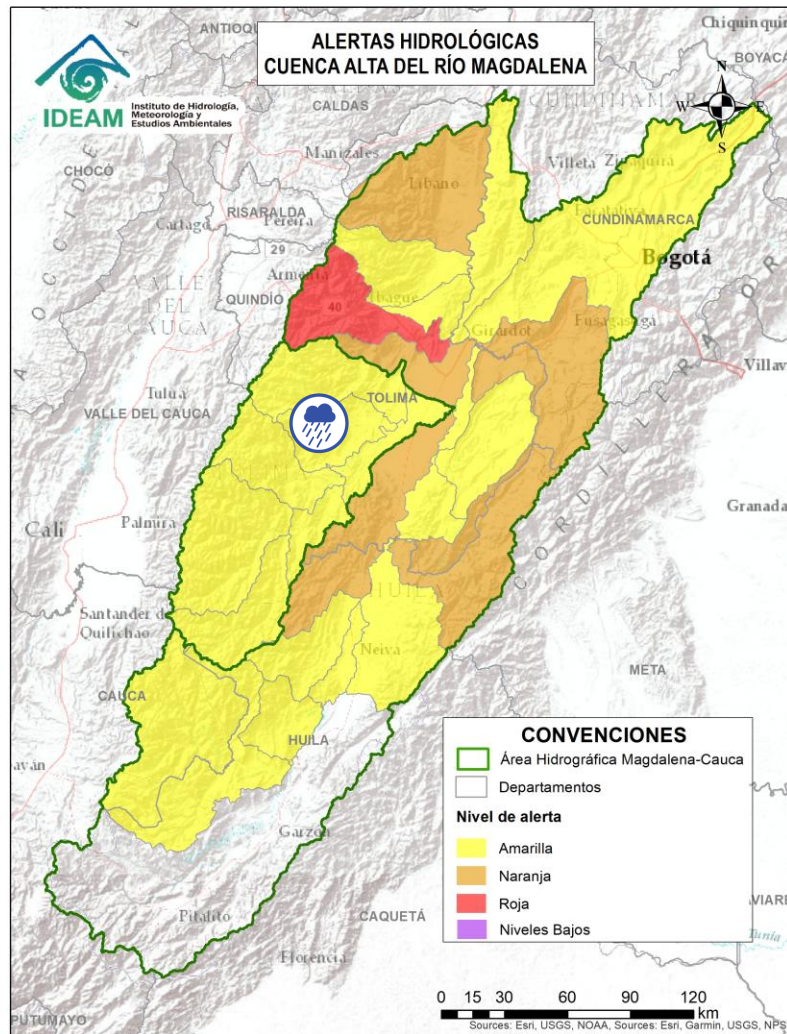 ANTIOQUIA
Chiquinquirá
ALERTAS HIDROLÓGICAS
CUENCA ALTA DEL RÍO MAGDALENA
BOYACÁ
IDEAM
Instituto de Hidrología,
Meteorología y
Estudios Ambientales
CALDAS
CUNDINAMARCA
N
W E
S
CHOCÓ
Manizales
Líbano
Villeta
RISARALDA
Pereira
Cartago
CUNDINAMARCA
29
Armenia
Bogotá
QUINDÍO
40
Ibagué
VALLE
DEL
CAUCA
Girardot
Fusagasugá
Tuluá
TOLIMA
VALLE DEL CAUCA
CORDILLERA
Granada
Cali
Palmira
HUILA
Santander de
Quilichao
Neiva
META
CAUCA
HUILA
Garzón
Pitalito
CAQUETÁ
Florencia
PUTUMAYO
CONVENCIONES
Área Hidrográfica Magdalena-Cauca
Departamentos
Nivel de alerta
Amarilla
Naranja
Roja
Niveles Bajos
VIARE
0 15 30 60 90 120
km
Sources: Esri, USGS, NOAA, Sources: Esri, Garmin, USGS, NPS